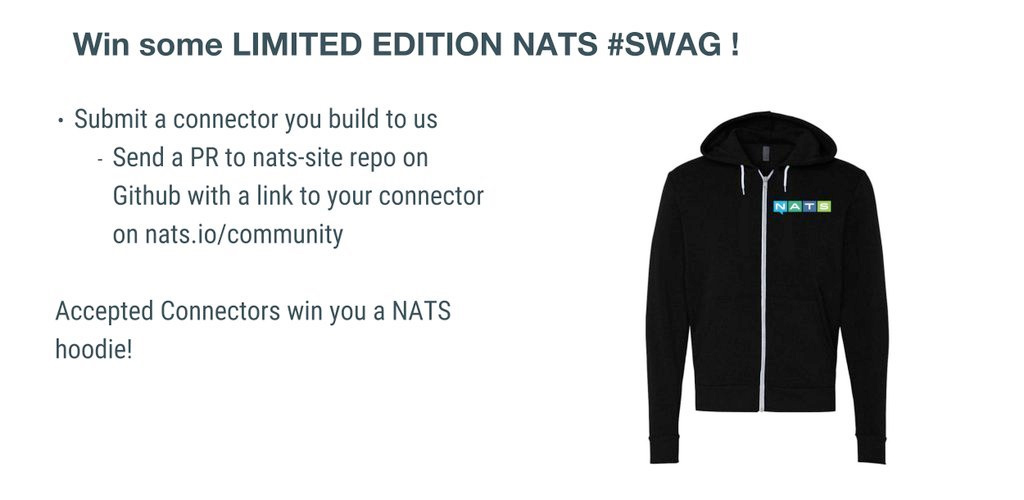 Win some LIMITED EDITION NATS #SWAG !
• Submit a connector you build to us
- Send a PR to nats-site repo on
Github with a link to your connector
on nats.io/community
Accepted Connectors win you a NATS
hoodie!
NATS